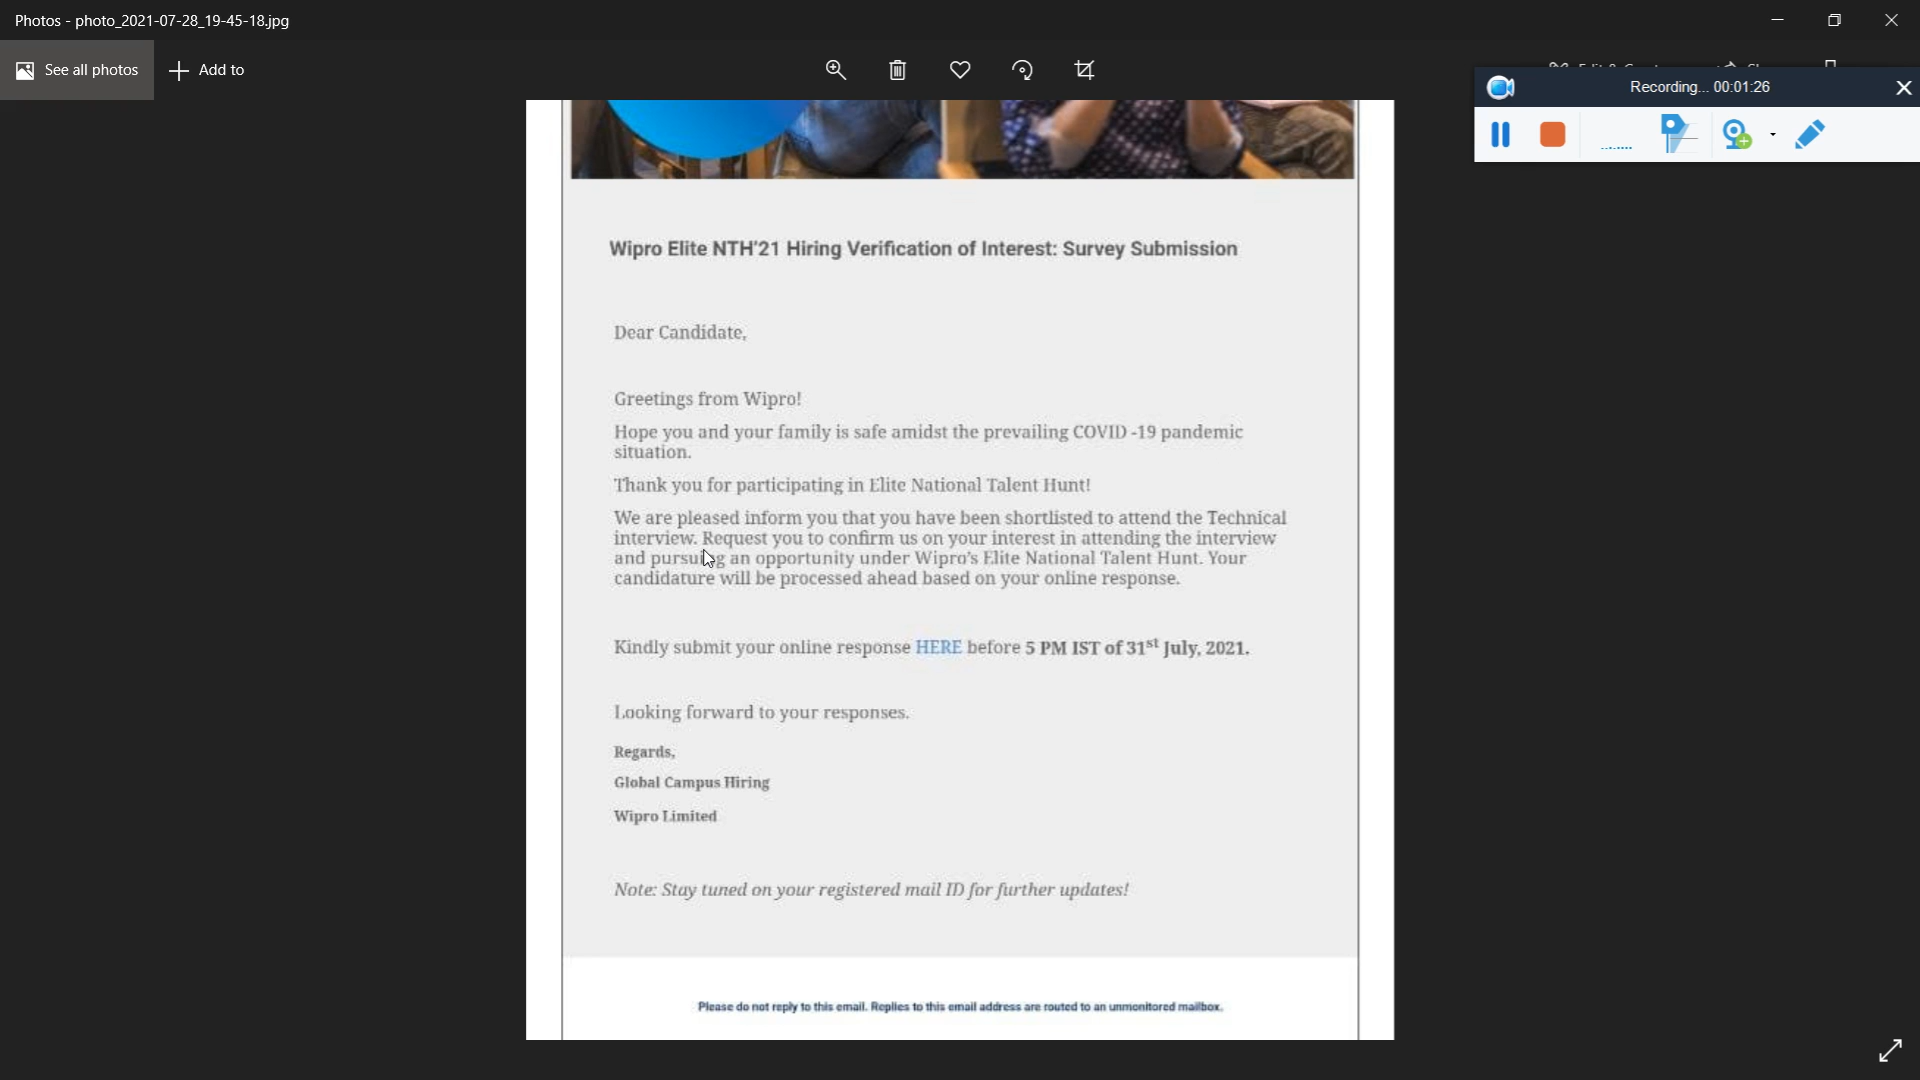 Photos - photo_2021-07-28_19-45-18.jpg
See all photos
Add to
Recording... 00:01:26
Wipro Elite NTH'21 Hiring Verification of Interest: Survey Submission
Dear Candidate,
Greetings from Wipro!
Hope you and your family is safe amidst the prevailing COVID -19 pandemic
situation.
Thank you for participating in Elite National Talent Hunt!
We are pleased inform you that you have been shortlisted to attend the Technical
interview. Request you to confirm us on your interest in attending the interview
and pursuing an opportunity under Wipro's Elite National Talent Hunt. Your
candidature will be processed ahead based on your online response.
Kindly submit your online response HERE before 5 PM IST of 31st July, 2021.
Looking forward to your responses.
Regards,
Global Campus Hiring
Wipro Limited
Note: Stay tuned on your registered mail ID for further updates!
Please do not reply to this email. Replies to this email address are routed to an unmonitored mailbox.